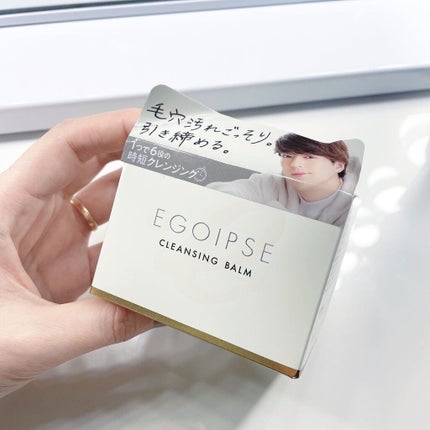 毛穴汚れごっそり。
引き締める。
1つで6役の
時短クレンジング
EGOIPSE
CLEANSING BALM